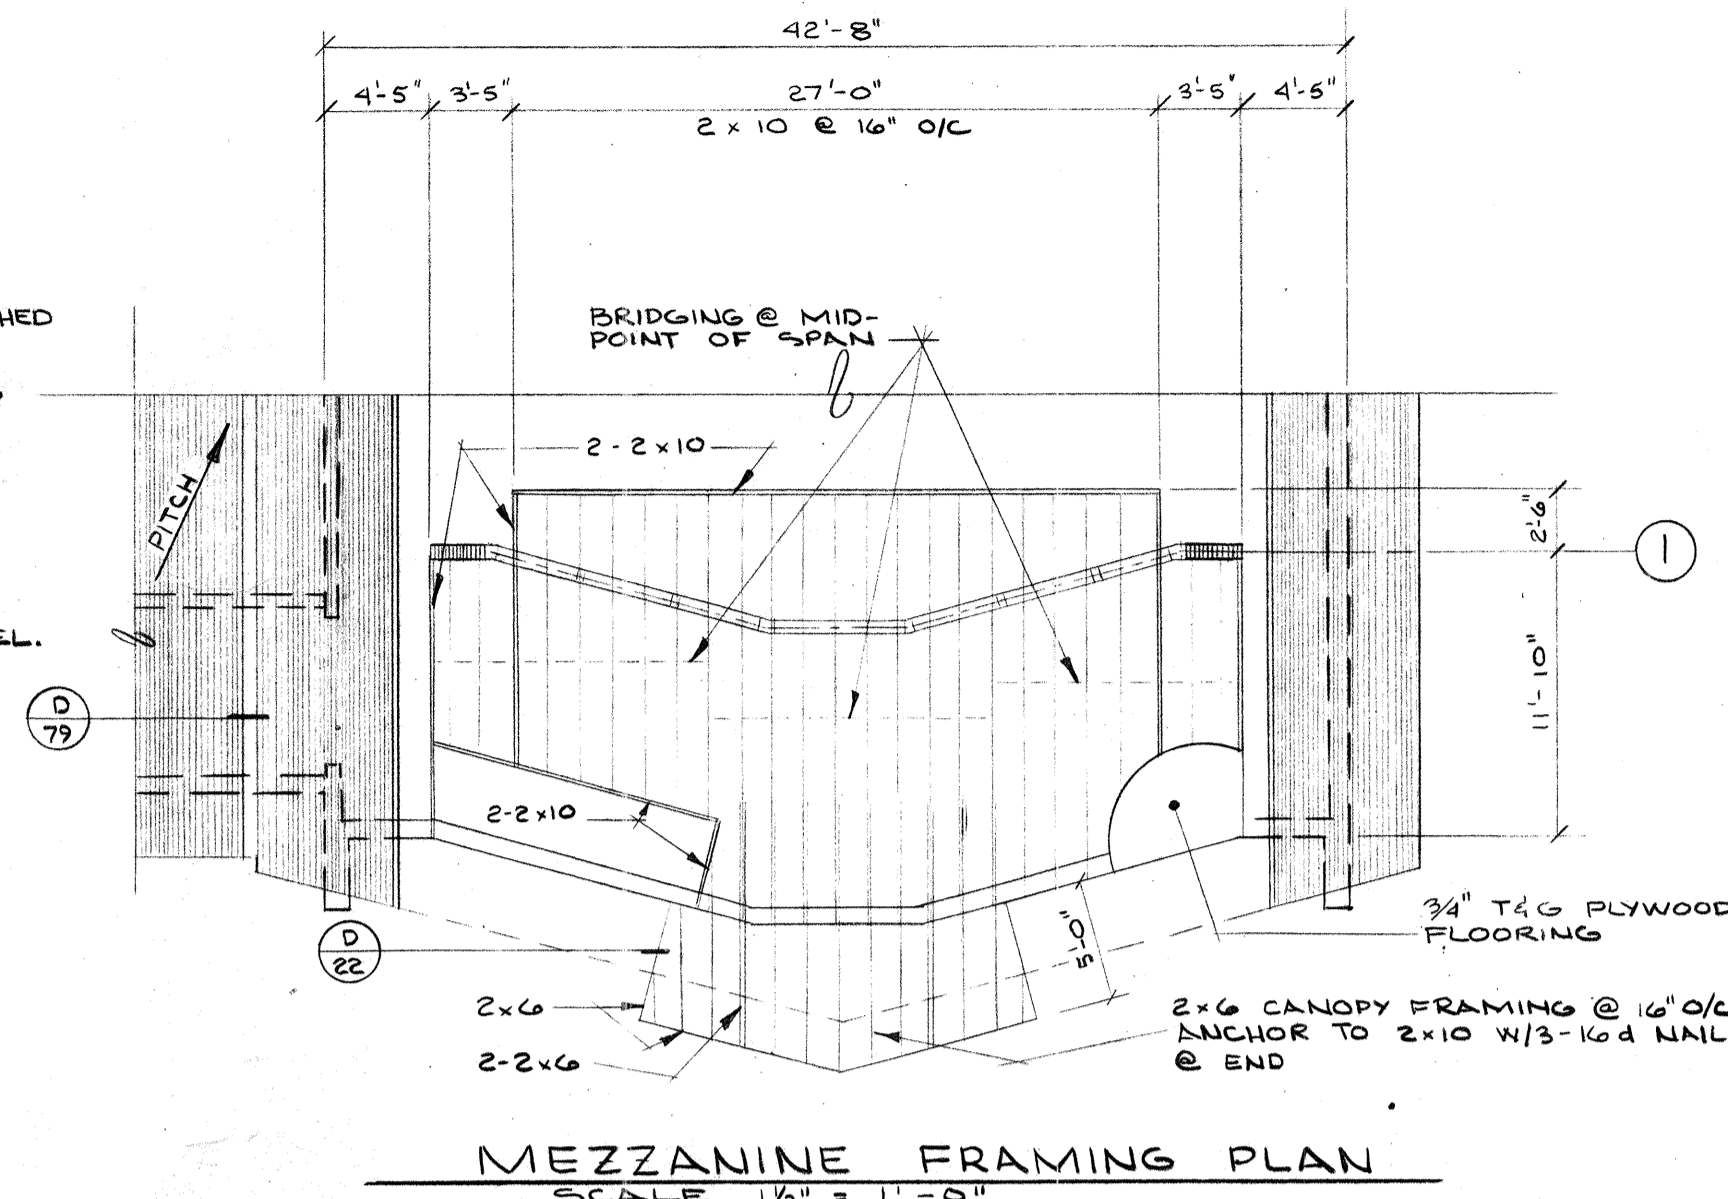 42'-8"
4'-5" 3'-5" 27'-0" 3'-5" 4'-5"
2 x 10 @ 16" O/C
HED
BRIDGING @ MID-
POINT OF SPAN
2 - 2 x 10
PITCH
2'-6"
1
EL.
11'-10"
D
79
2-2x10
3/4" T&G PLYWOOD
FLOORING
D
22
5'-0"
2x6
2x6 CANOPY FRAMING @ 16" O/C
ANCHOR TO 2x10 W/3-16d NAIL
@ END
2-2x6
MEZZANINE FRAMING PLAN
SCALE